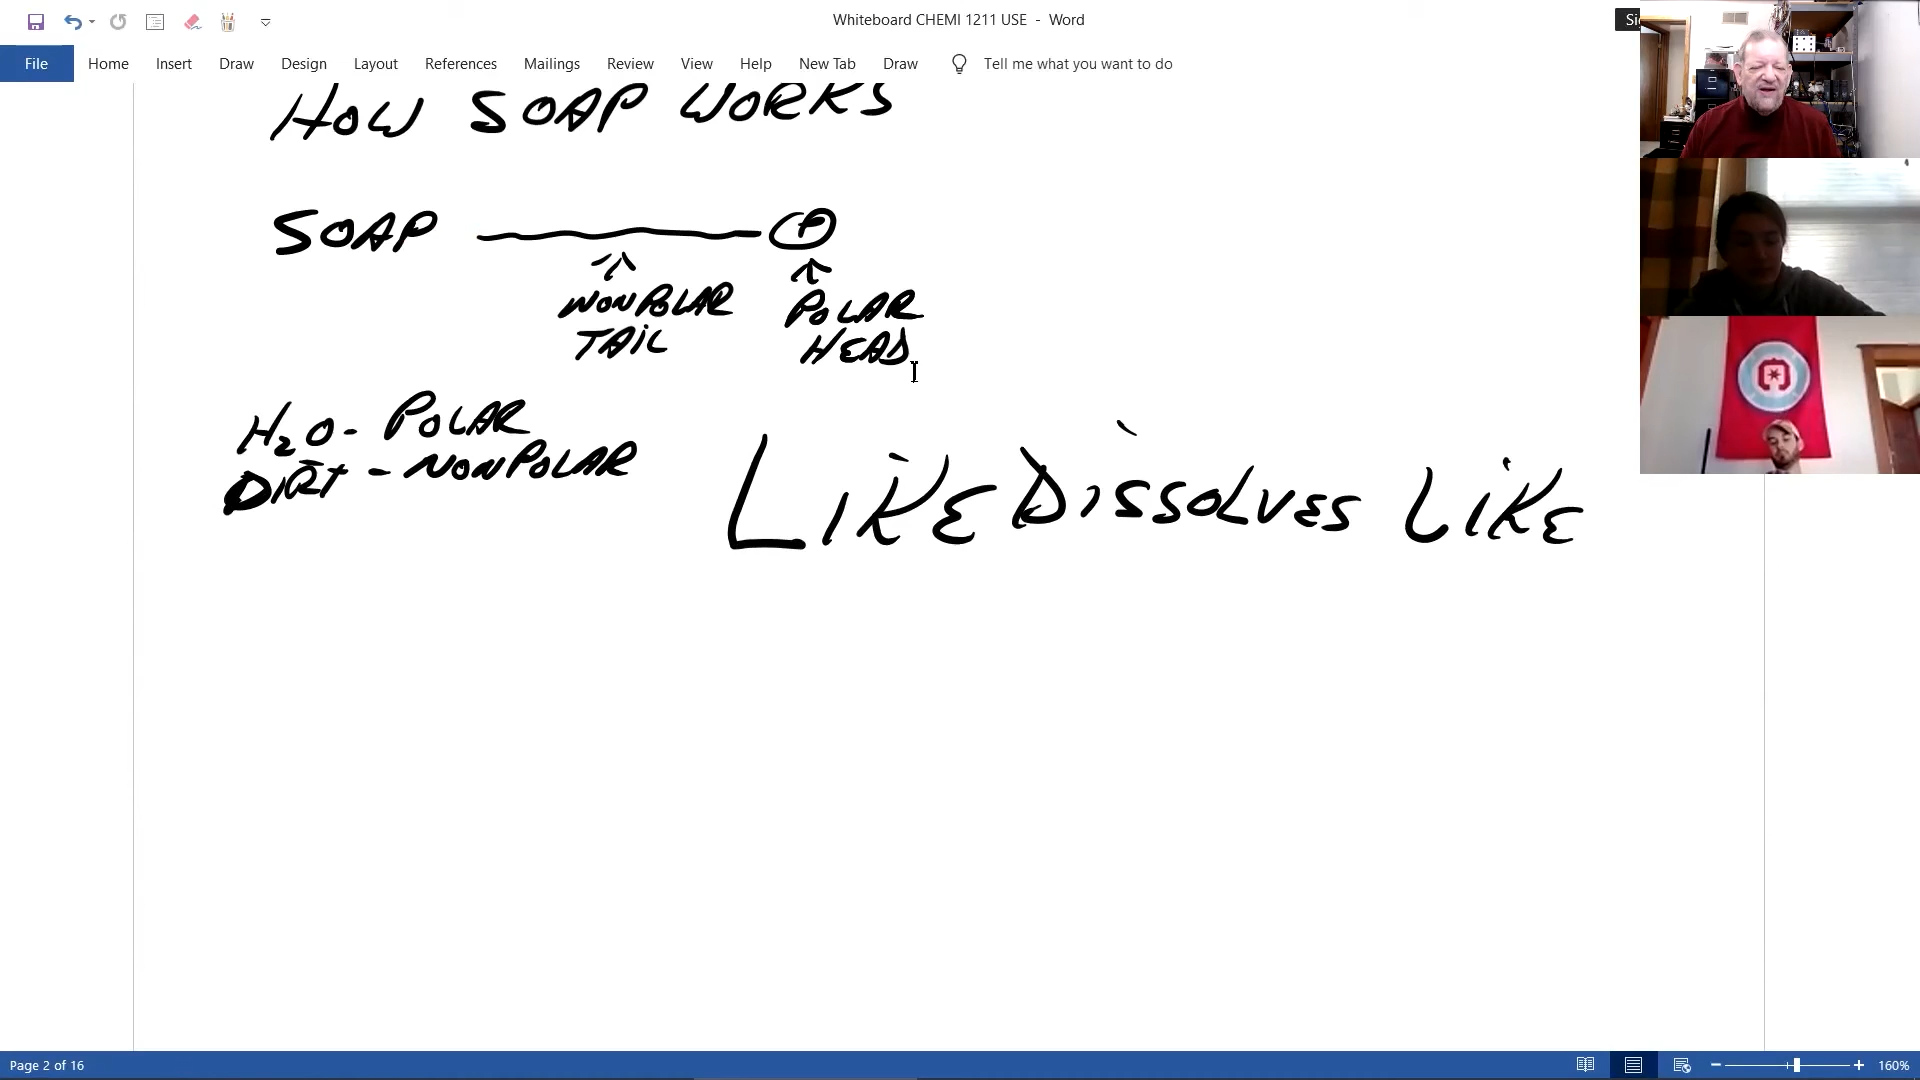 Whiteboard CHEMI 1211 USE - Word
File Home Insert Draw Design Layout References Mailings Review View Help New Tab Draw Tell me what you want to do
HOW SOAP WORKS
SOAP P
NONPOLAR POLAR
TAIL HEAD
H2O - POLAR
DIRT - NONPOLAR
LIKE DISSOLVES LIKE
Page 2 of 16 160%